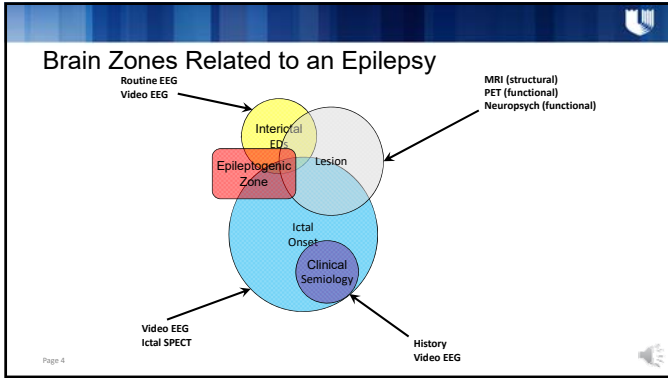 Brain Zones Related to an Epilepsy
Routine EEG
Video EEG
MRI (structural)
PET (functional)
Neuropsych (functional)
Interictal
EDs
Lesion
Epileptogenic
Zone
Ictal
Onset
Clinical
Semiology
Video EEG
Ictal SPECT
History
Video EEG
Page 4